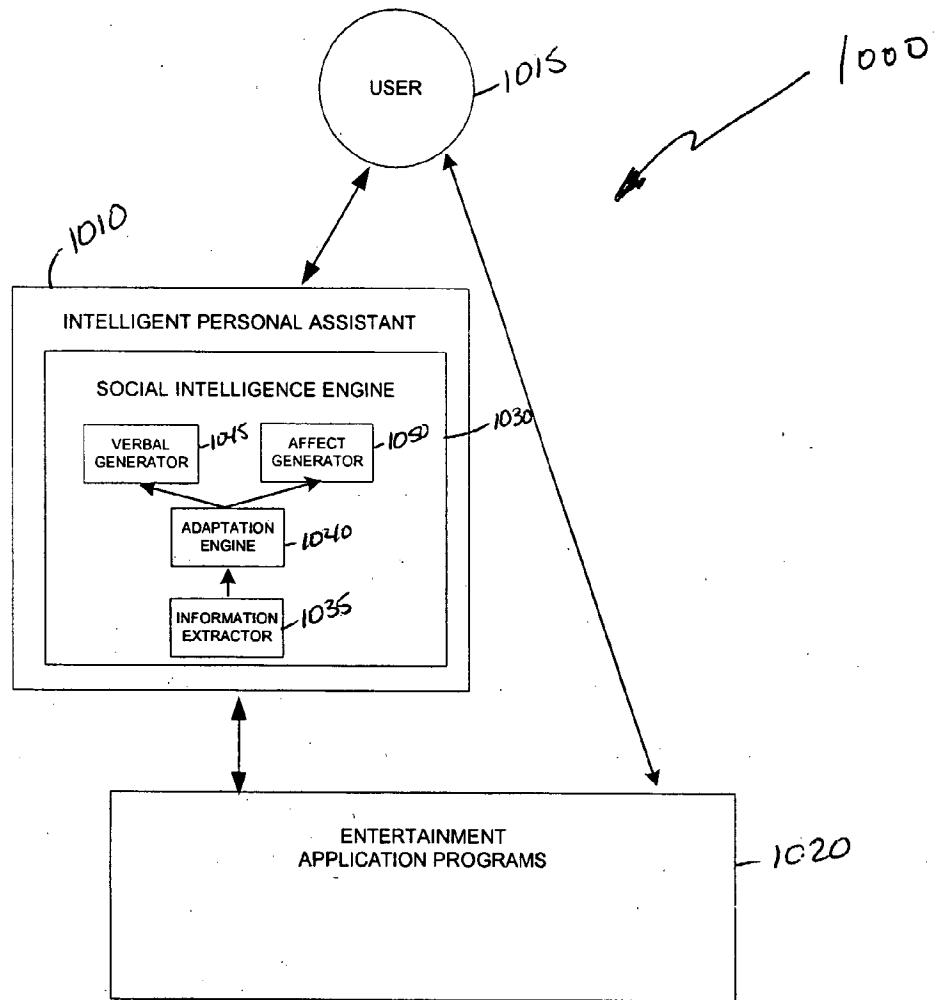 USER
1015
1000
1010
INTELLIGENT PERSONAL ASSISTANT
SOCIAL INTELLIGENCE ENGINE
1030
VERBAL
GENERATOR
1045
AFFECT
GENERATOR
1050
ADAPTATION
ENGINE
1040
INFORMATION
EXTRACTOR
1035
ENTERTAINMENT
APPLICATION PROGRAMS
1020